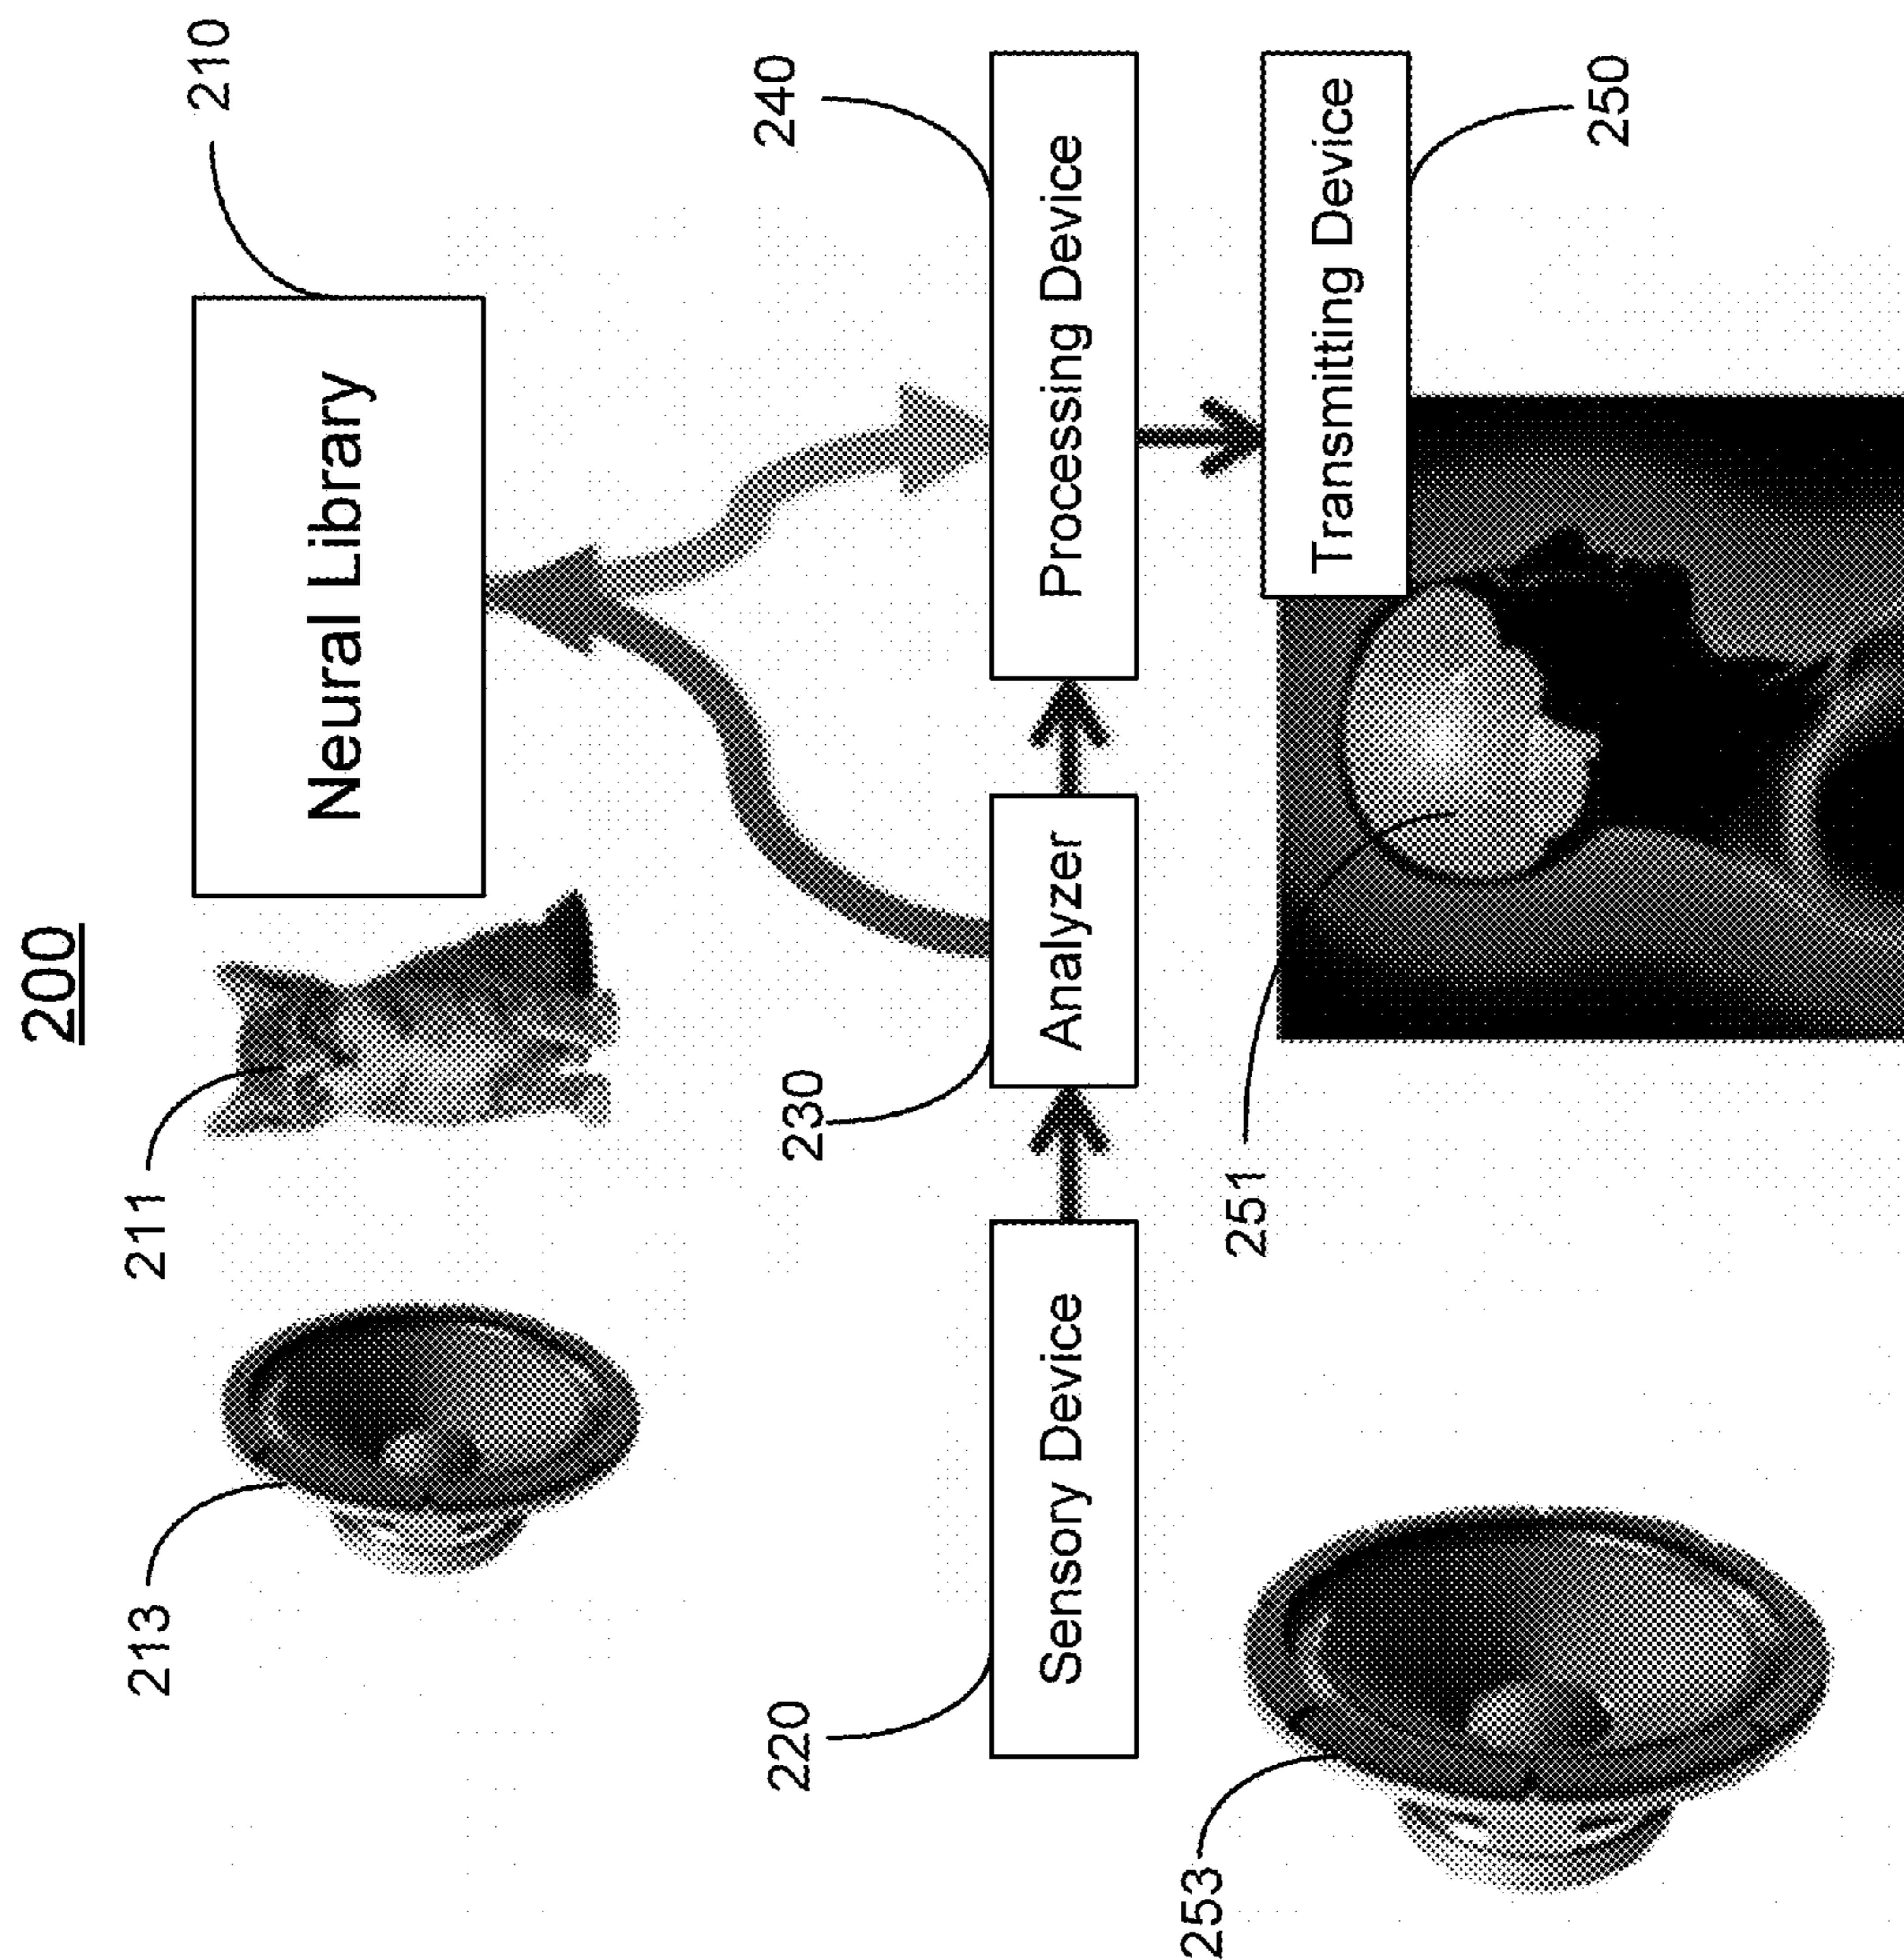 200
213
211
Neural Library
210
220
230
240
Sensory Device
Analyzer
Processing Device
253
251
Transmitting Device
250